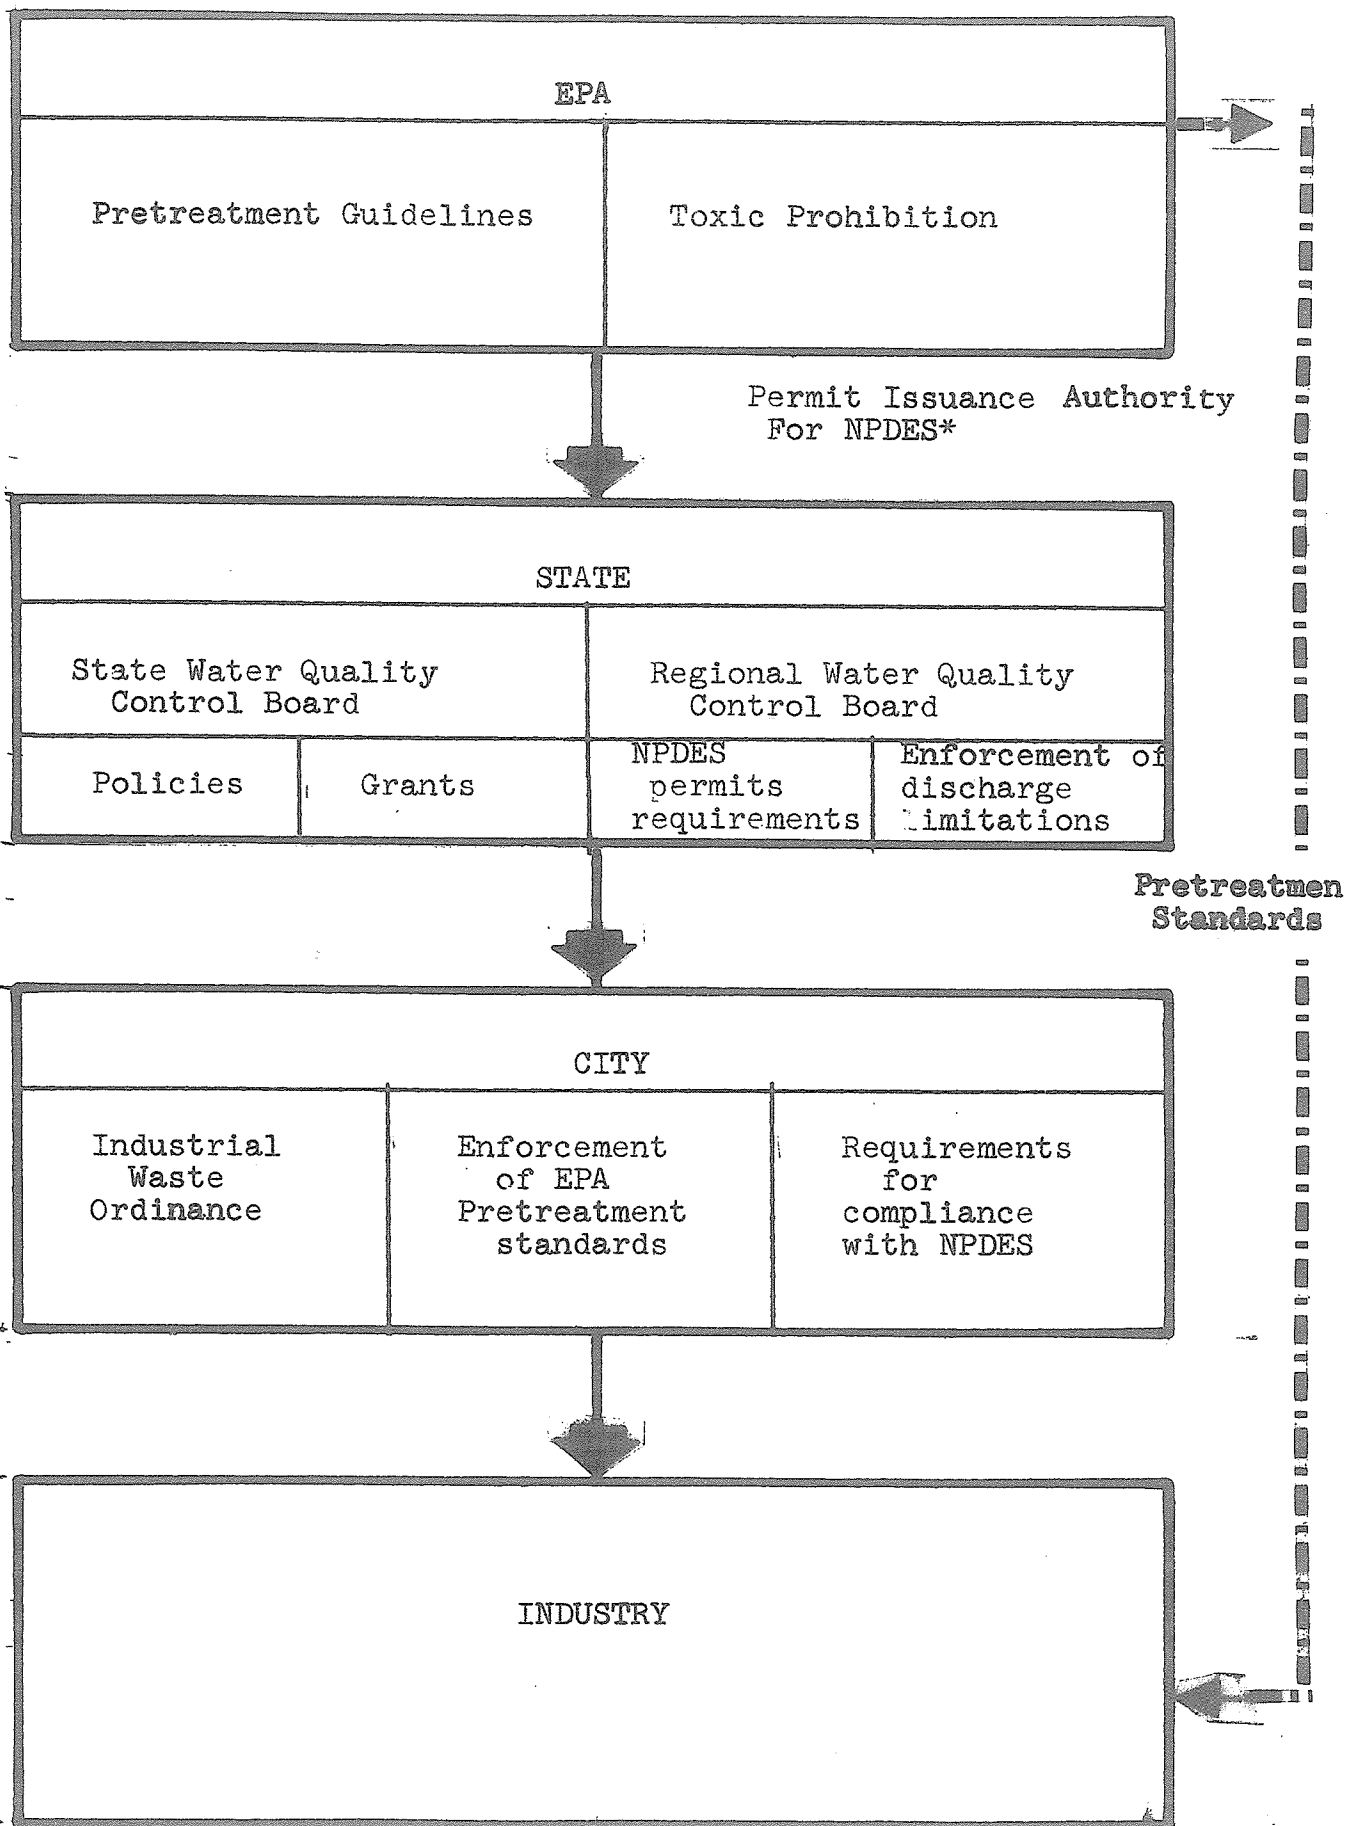 EPA
Pretreatment Guidelines
Toxic Prohibition
Permit Issuance Authority
For NPDES*
STATE
State Water Quality
Control Board
Regional Water Quality
Control Board
Policies
Grants
NPDES
permits
requirements
Enforcement of
discharge
limitations
Pretreatmen
Standards
CITY
Industrial
Waste
Ordinance
Enforcement
of EPA
Pretreatment
standards
Requirements
for
compliance
with NPDES
INDUSTRY